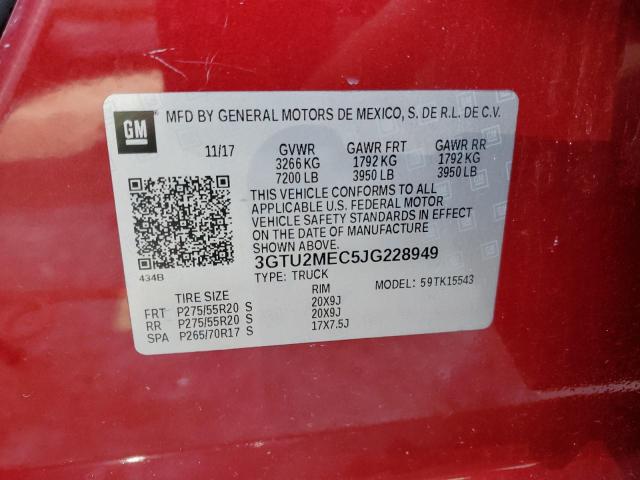 GM
MFD BY GENERAL MOTORS DE MEXICO, S. DE R.L. DE C.V.
11/17 GVWR GAWR FRT GAWR RR
3266 KG 1792 KG 1792 KG
7200 LB 3950 LB 3950 LB
THIS VEHICLE CONFORMS TO ALL
APPLICABLE U.S. FEDERAL MOTOR
VEHICLE SAFETY STANDARDS IN EFFECT
ON THE DATE OF MANUFACTURE
SHOWN ABOVE.
434B 3GTU2MEC5JG228949
TYPE: TRUCK MODEL: 59TK15543
TIRE SIZE RIM
FRT P275/55R20 S 20X9J
RR P275/55R20 S 20X9J
SPA P265/70R17 S 17X7.5J